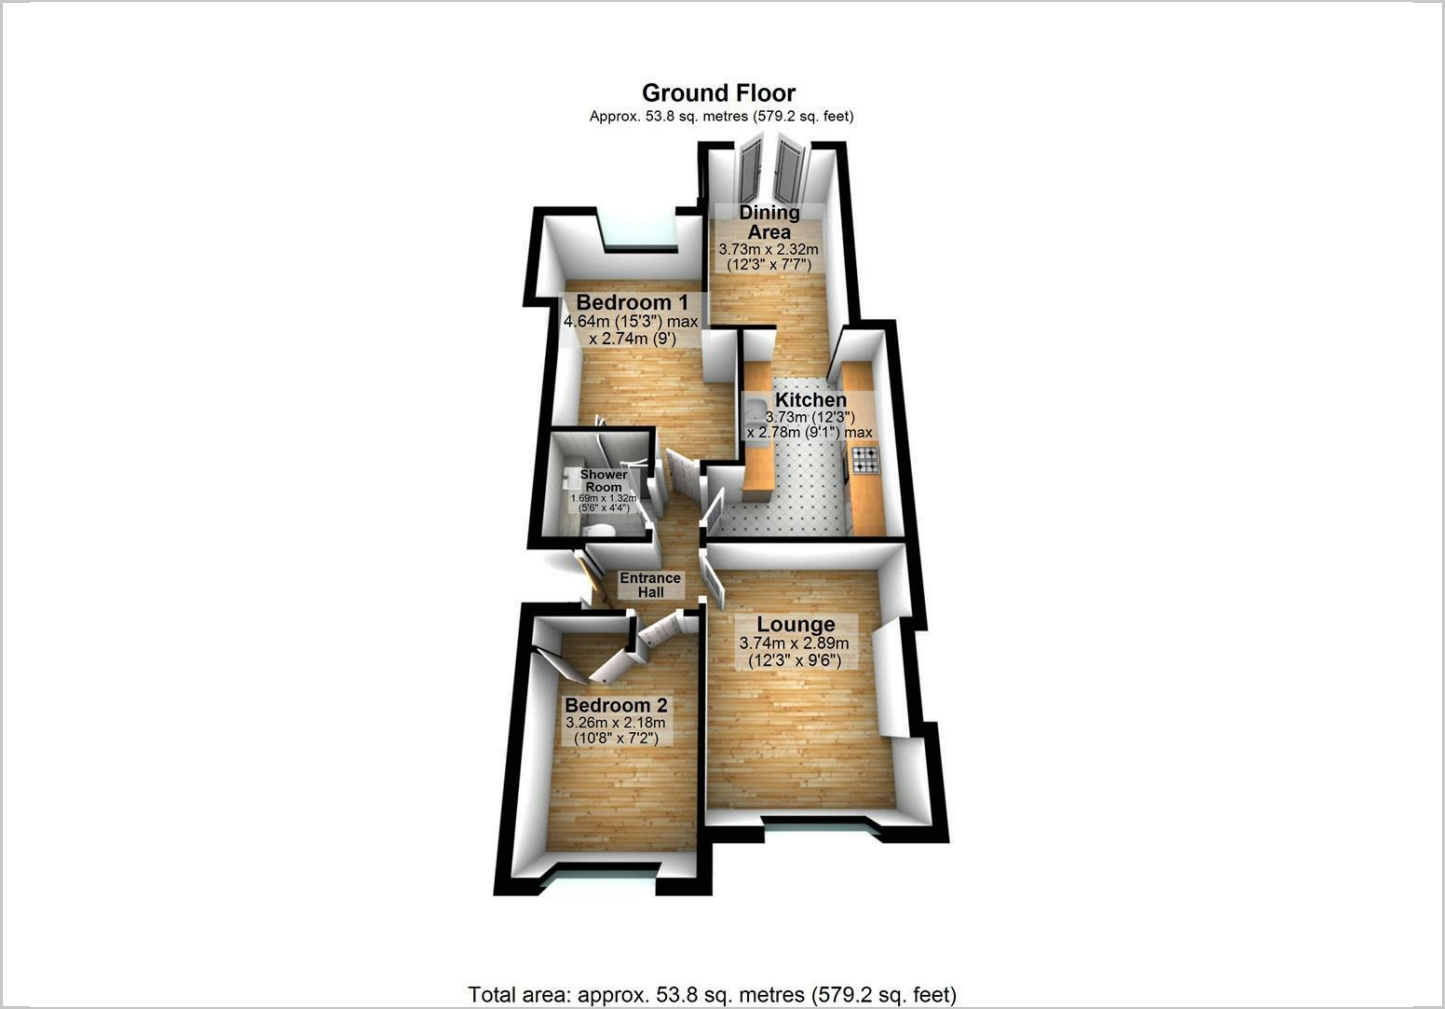 Ground Floor
Approx. 53.8 sq. metres (579.2 sq. feet)
Dining
Area
3.73m x 2.32m
(12'3" x 7'7")
Bedroom 1
4.64m (15'3") max
x 2.74m (9')
Kitchen
3.73m (12'3")
x 2.78m (9'1") max
Shower
Room
1.69m x 1.32m
(5'6" x 4'4")
Entrance
Hall
Lounge
3.74m x 2.89m
(12'3" x 9'6")
Bedroom 2
3.26m x 2.18m
(10'8" x 7'2")
Total area: approx. 53.8 sq. metres (579.2 sq. feet)